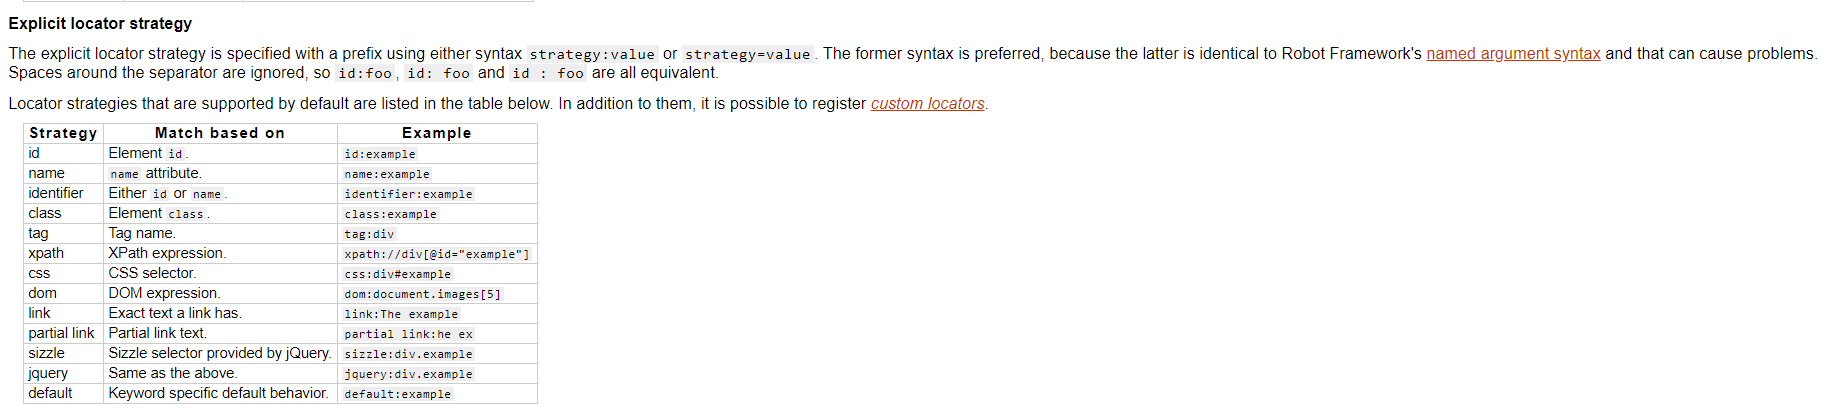 Explicit locator strategy
The explicit locator strategy is specified with a prefix using either syntax strategy:value or strategy=value. The former syntax is preferred, because the latter is identical to Robot Framework's named argument syntax and that can cause problems.
Spaces around the separator are ignored, so id:foo, id: foo and id : foo are all equivalent.
Locator strategies that are supported by default are listed in the table below. In addition to them, it is possible to register custom locators.
Strategy Match based on Example
id Element id. id:example
name name attribute. name:example
identifier Either id or name. identifier:example
class Element class. class:example
tag Tag name. tag:div
xpath XPath expression. xpath://div[@id="example"]
css CSS selector. css:div#example
dom DOM expression. dom:document.images[5]
link Exact text a link has. link:The example
partial link Partial link text. partial link:he ex
sizzle Sizzle selector provided by jQuery. sizzle:div.example
jquery Same as the above. jquery:div.example
default Keyword specific default behavior. default:example